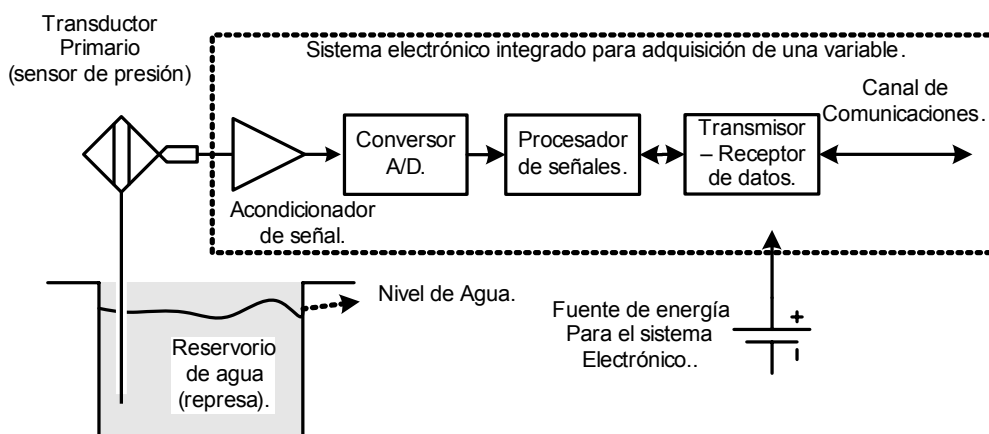 Transductor
Primario
(sensor de presión)
Sistema electrónico integrado para adquisición de una variable.
Canal de
Comunicaciones.
Conversor
A/D.
Procesador
de señales.
Transmisor
– Receptor
de datos.
Acondicionador
de señal.
Nivel de Agua.
Fuente de energía
Para el sistema
Electrónico..
+
–
Reservorio
de agua
(represa).